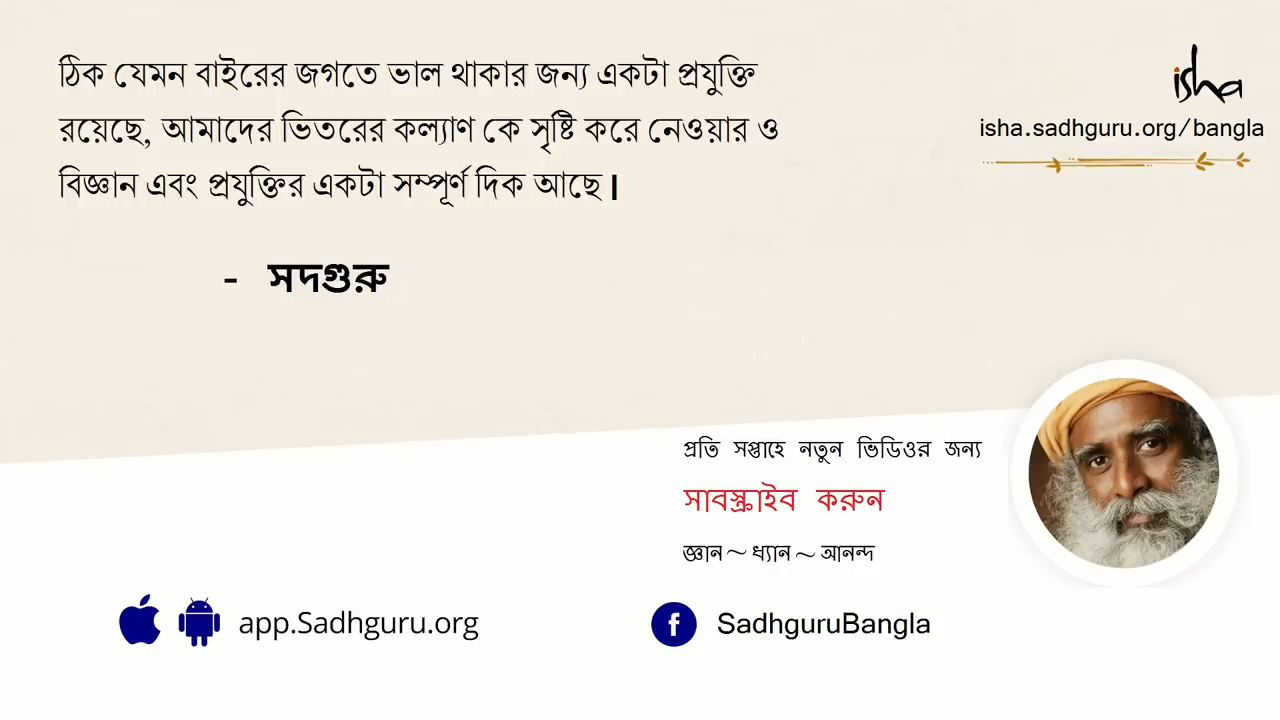 ঠিক যেমন বাইরের জগতে ভাল থাকার জন্য একটা প্রযুক্তি
রয়েছে, আমাদের ভিতরের কল্যাণ কে সৃষ্টি করে নেওয়ার ও
বিজ্ঞান এবং প্রযুক্তির একটা সম্পূর্ণ দিক আছে।
- সদগুরু
isha
isha.sadhguru.org/bangla
প্রতি সপ্তাহে নতুন ভিডিওর জন্য
সাবস্ক্রাইব করুন
জ্ঞান ~ ধ্যান ~ আনন্দ
app.Sadhguru.org
SadhguruBangla